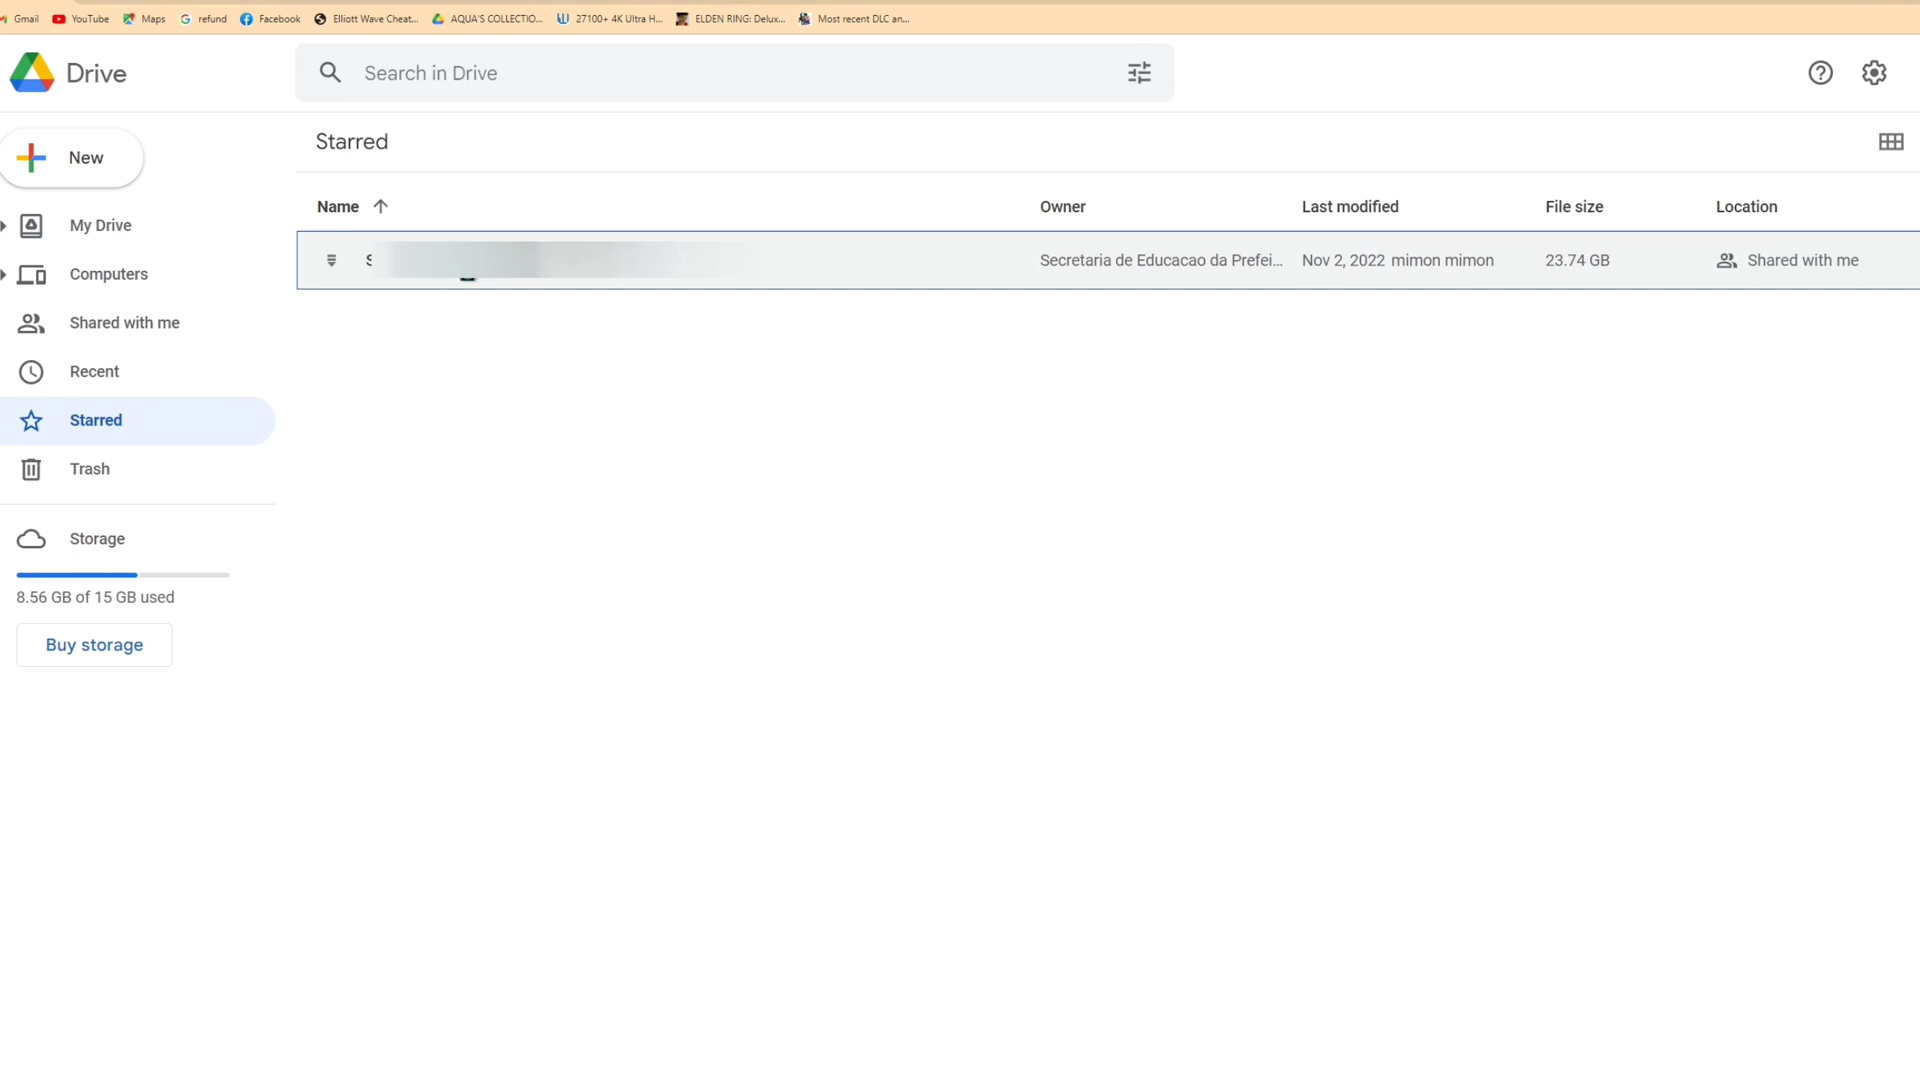 Gmail YouTube Maps refund Facebook Elliott Wave Cheat... AQUA'S COLLECTIO... 27100+ 4K Ultra H... ELDEN RING: Delux... Most recent DLC an...
Drive
Search in Drive
New
Starred
Name Owner Last modified File size Location
S Secretaria de Educacao da Prefei... Nov 2, 2022 mimon mimon 23.74 GB Shared with me
My Drive
Computers
Shared with me
Recent
Starred
Trash
Storage
8.56 GB of 15 GB used
Buy storage